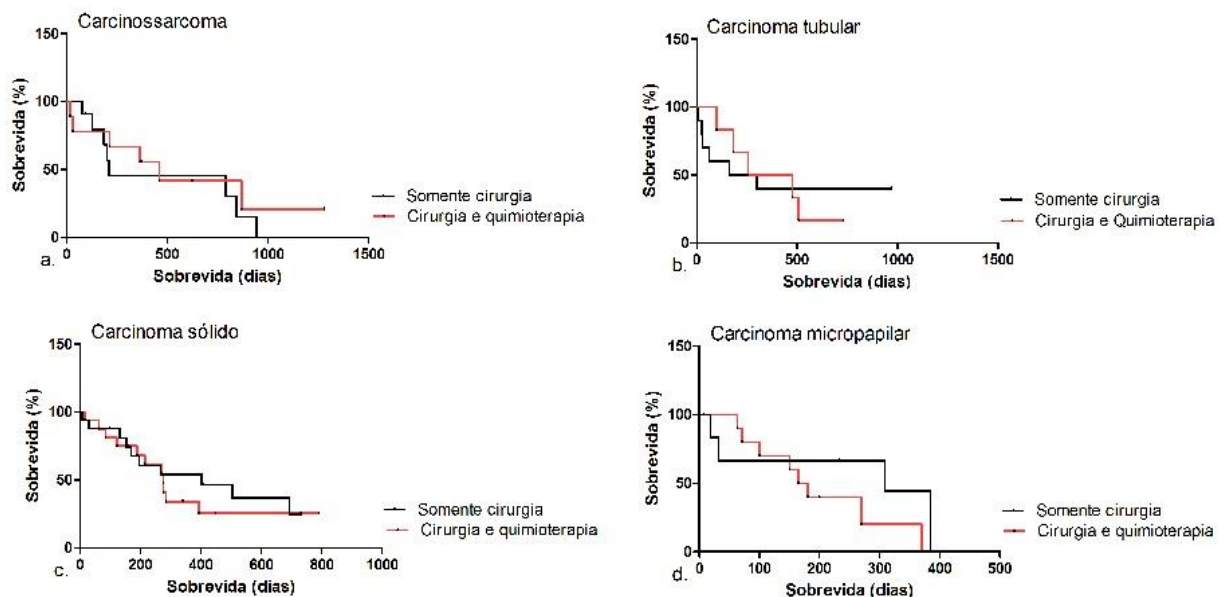 Carcinossarcoma
150
100
50
0
Sobrevida (%)
0 500 1000 1500
Sobrevida (dias)
Somente cirurgia
Cirurgia e quimioterapia
a.
Carcinoma tubular
150
100
50
0
Sobrevida (%)
0 500 1000 1500
Sobrevida (dias)
Somente cirurgia
Cirurgia e Quimioterapia
b.
Carcinoma sólido
150
100
50
0
Sobrevida (%)
0 200 400 600 800 1000
Sobrevida (dias)
Somente cirurgia
Cirurgia e quimioterapia
c.
Carcinoma micropapilar
150
100
50
0
Sobrevida (%)
0 100 200 300 400 500
Sobrevida (dias)
Somente cirurgia
Cirurgia e quimioterapia
d.